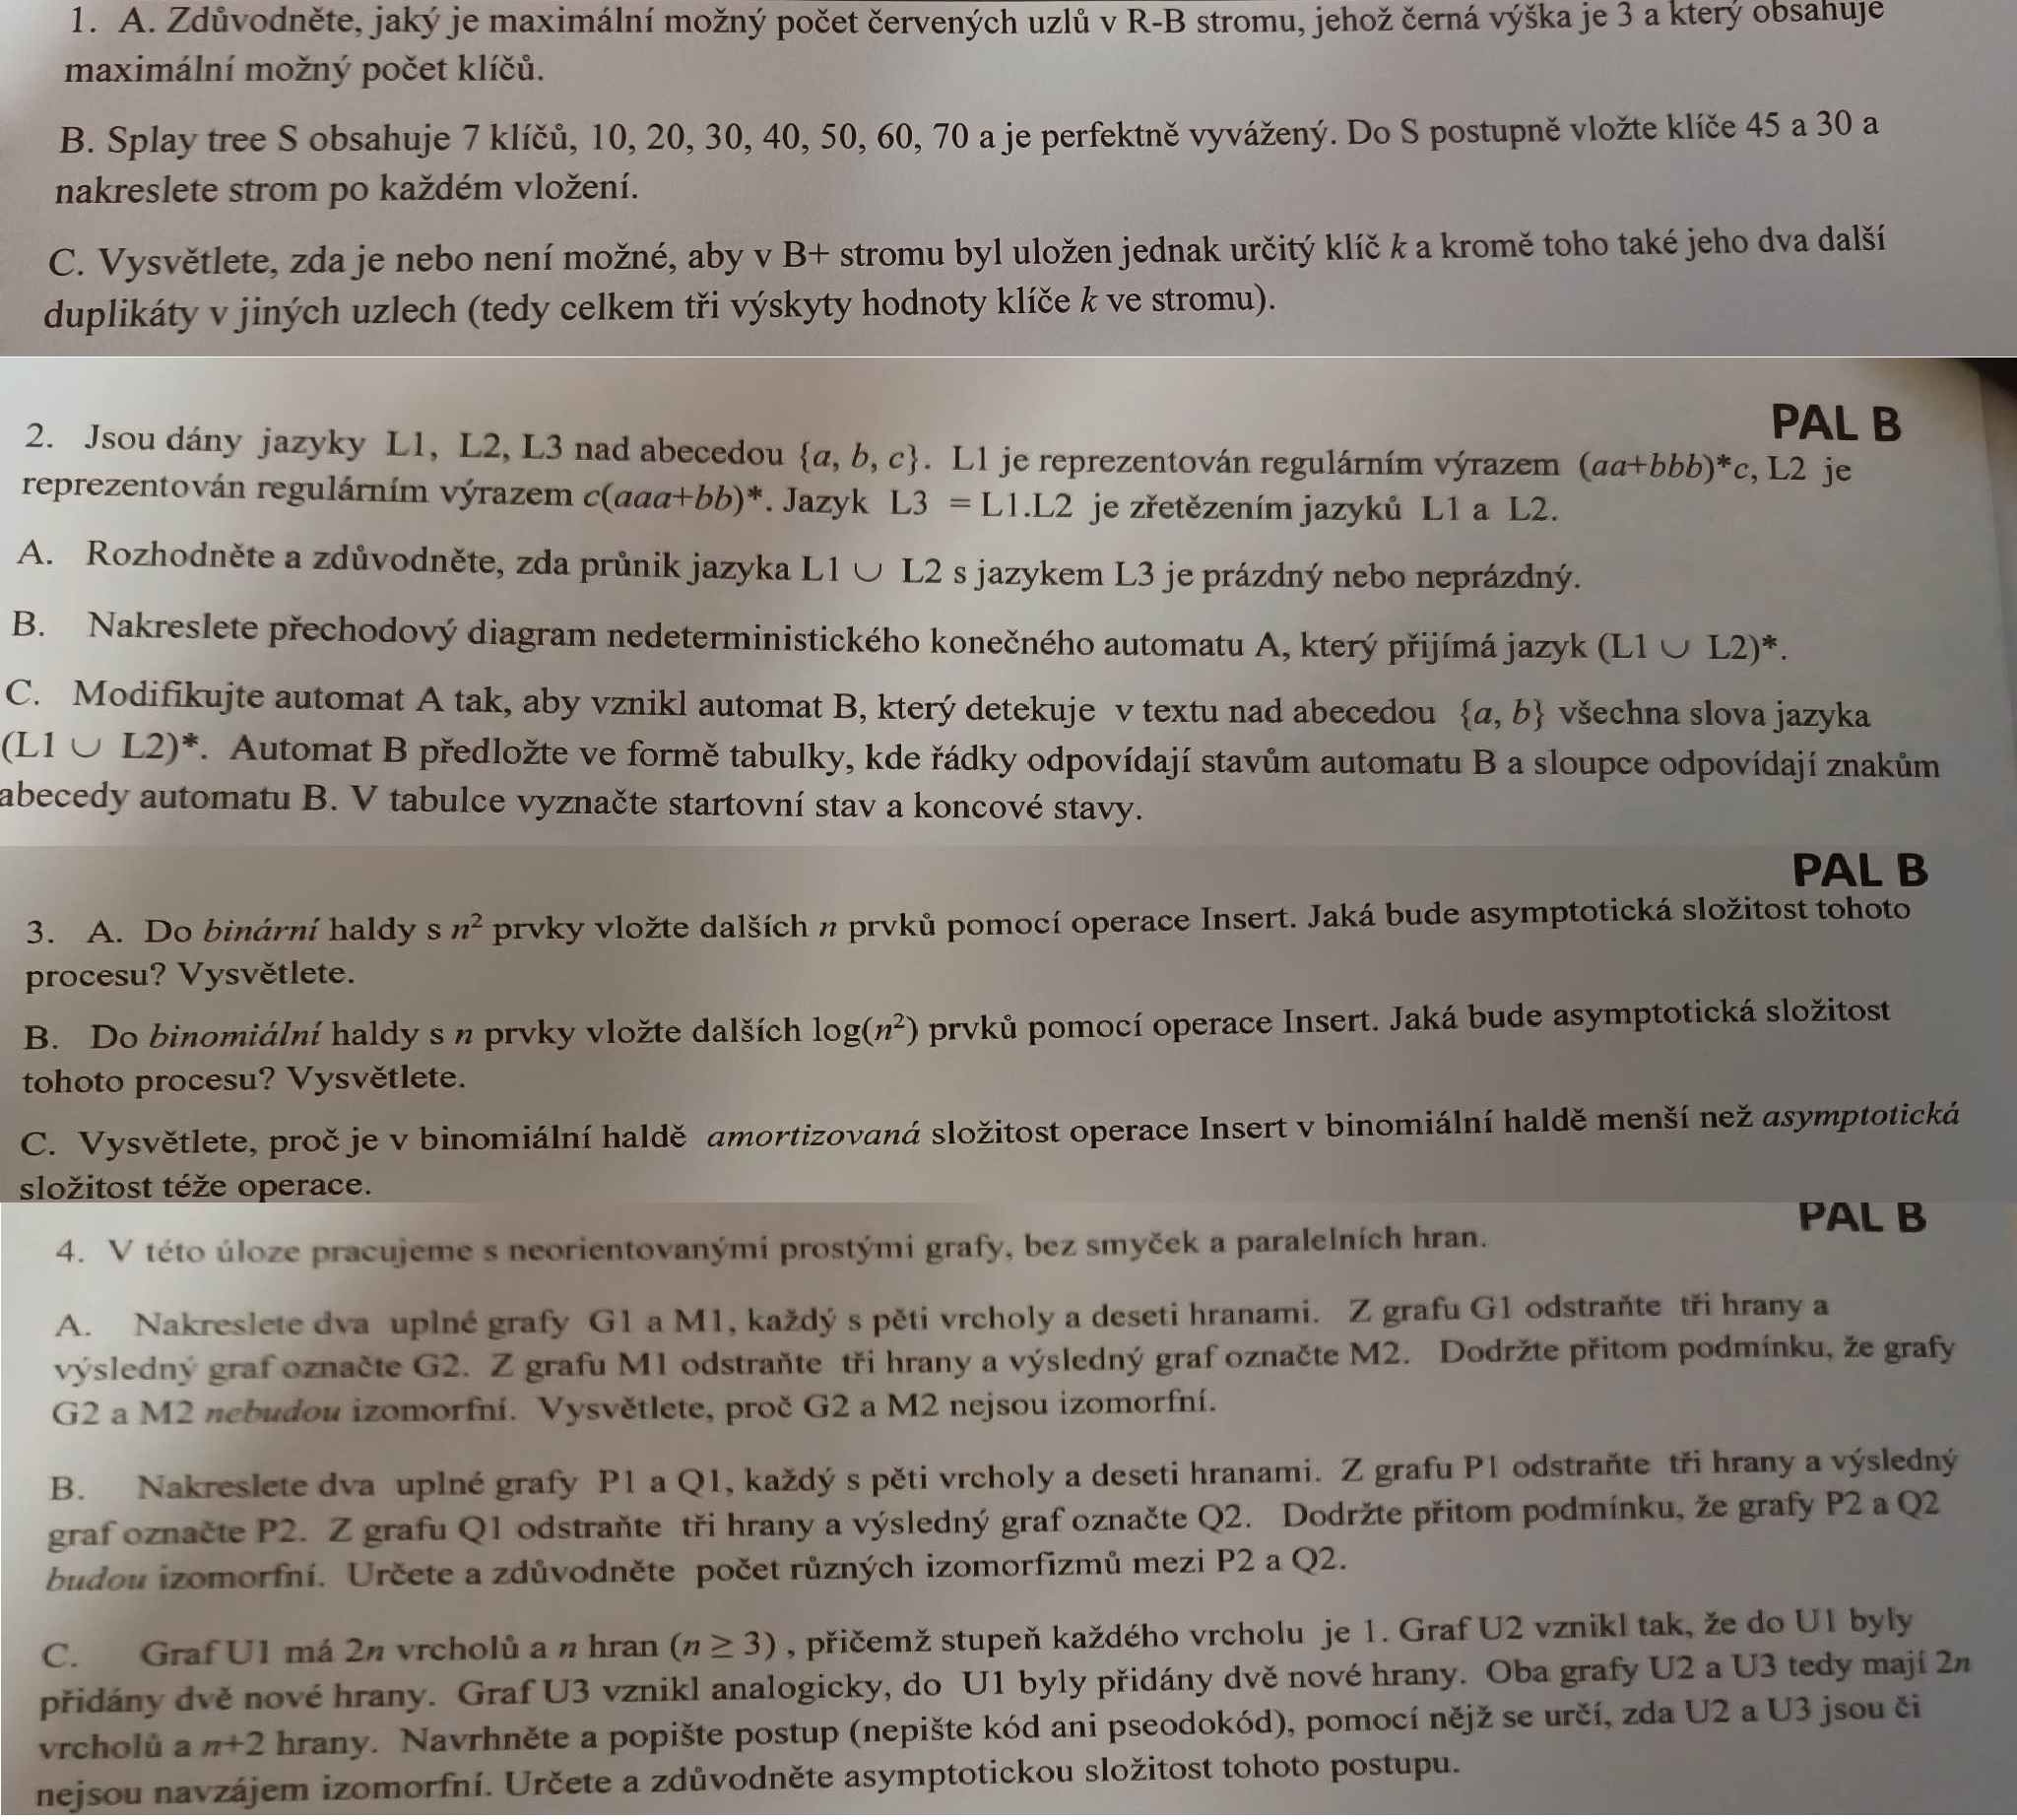 1. A. Zdůvodněte, jaký je maximální možný počet červených uzlů v R-B stromu, jehož černá výška je 3 a který obsahuje
maximální možný počet klíčů.
B. Splay tree S obsahuje 7 klíčů, 10, 20, 30, 40, 50, 60, 70 a je perfektně vyvážený. Do S postupně vložte klíče 45 a 30 a
nakreslete strom po každém vložení.
C. Vysvětlete, zda je nebo není možné, aby v B+ stromu byl uložen jednak určitý klíč k a kromě toho také jeho dva další
duplikáty v jiných uzlech (tedy celkem tři výskyty hodnoty klíče k ve stromu).
PAL B
2. Jsou dány jazyky L1, L2, L3 nad abecedou {a, b, c}. L1 je reprezentován regulárním výrazem (aa+bbb)*c, L2 je
reprezentován regulárním výrazem c(aaa+bb)*. Jazyk L3 = L1.L2 je zřetězením jazyků L1 a L2.
A. Rozhodněte a zdůvodněte, zda průnik jazyka L1 ∪ L2 s jazykem L3 je prázdný nebo neprázdný.
B. Nakreslete přechodový diagram nedeterministického konečného automatu A, který přijímá jazyk (L1 ∪ L2)*.
C. Modifikujte automat A tak, aby vznikl automat B, který detekuje v textu nad abecedou {a, b} všechna slova jazyka
(L1 ∪ L2)*. Automat B předložte ve formě tabulky, kde řádky odpovídají stavům automatu B a sloupce odpovídají znakům
abecedy automatu B. V tabulce vyznačte startovní stav a koncové stavy.
PAL B
3. A. Do binární haldy s n² prvky vložte dalších n prvků pomocí operace Insert. Jaká bude asymptotická složitost tohoto
procesu? Vysvětlete.
B. Do binomiální haldy s n prvky vložte dalších log(n²) prvků pomocí operace Insert. Jaká bude asymptotická složitost
tohoto procesu? Vysvětlete.
C. Vysvětlete, proč je v binomiální haldě amortizovaná složitost operace Insert v binomiální haldě menší než asymptotická
složitost téže operace.
PAL B
4. V této úloze pracujeme s neorientovanými prostými grafy, bez smyček a paralelních hran.
A. Nakreslete dva uplné grafy G1 a M1, každý s pěti vrcholy a deseti hranami. Z grafu G1 odstraňte tři hrany a
výsledný graf označte G2. Z grafu M1 odstraňte tři hrany a výsledný graf označte M2. Dodržte přitom podmínku, že grafy
G2 a M2 nebudou izomorfní. Vysvětlete, proč G2 a M2 nejsou izomorfní.
B. Nakreslete dva uplné grafy P1 a Q1, každý s pěti vrcholy a deseti hranami. Z grafu P1 odstraňte tři hrany a výsledný
graf označte P2. Z grafu Q1 odstraňte tři hrany a výsledný graf označte Q2. Dodržte přitom podmínku, že grafy P2 a Q2
budou izomorfní. Určete a zdůvodněte počet různých izomorfizmů mezi P2 a Q2.
C. Graf U1 má 2n vrcholů a n hran (n ≥ 3) , přičemž stupeň každého vrcholu je 1. Graf U2 vznikl tak, že do U1 byly
přidány dvě nové hrany. Graf U3 vznikl analogicky, do U1 byly přidány dvě nové hrany. Oba grafy U2 a U3 tedy mají 2n
vrcholů a n+2 hrany. Navrhněte a popište postup (nepište kód ani pseodokód), pomocí nějž se určí, zda U2 a U3 jsou či
nejsou navzájem izomorfní. Určete a zdůvodněte asymptotickou složitost tohoto postupu.